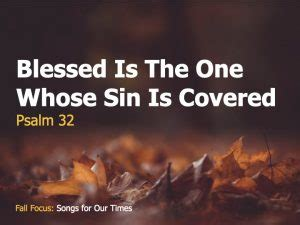 Blessed Is The One
Whose Sin Is Covered
Psalm 32
Fall Focus: Songs for Our Times